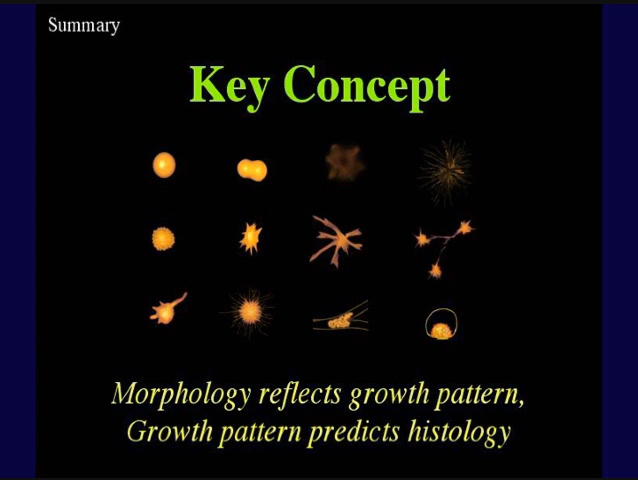 Summary
Key Concept
Morphology reflects growth pattern,
Growth pattern predicts histology